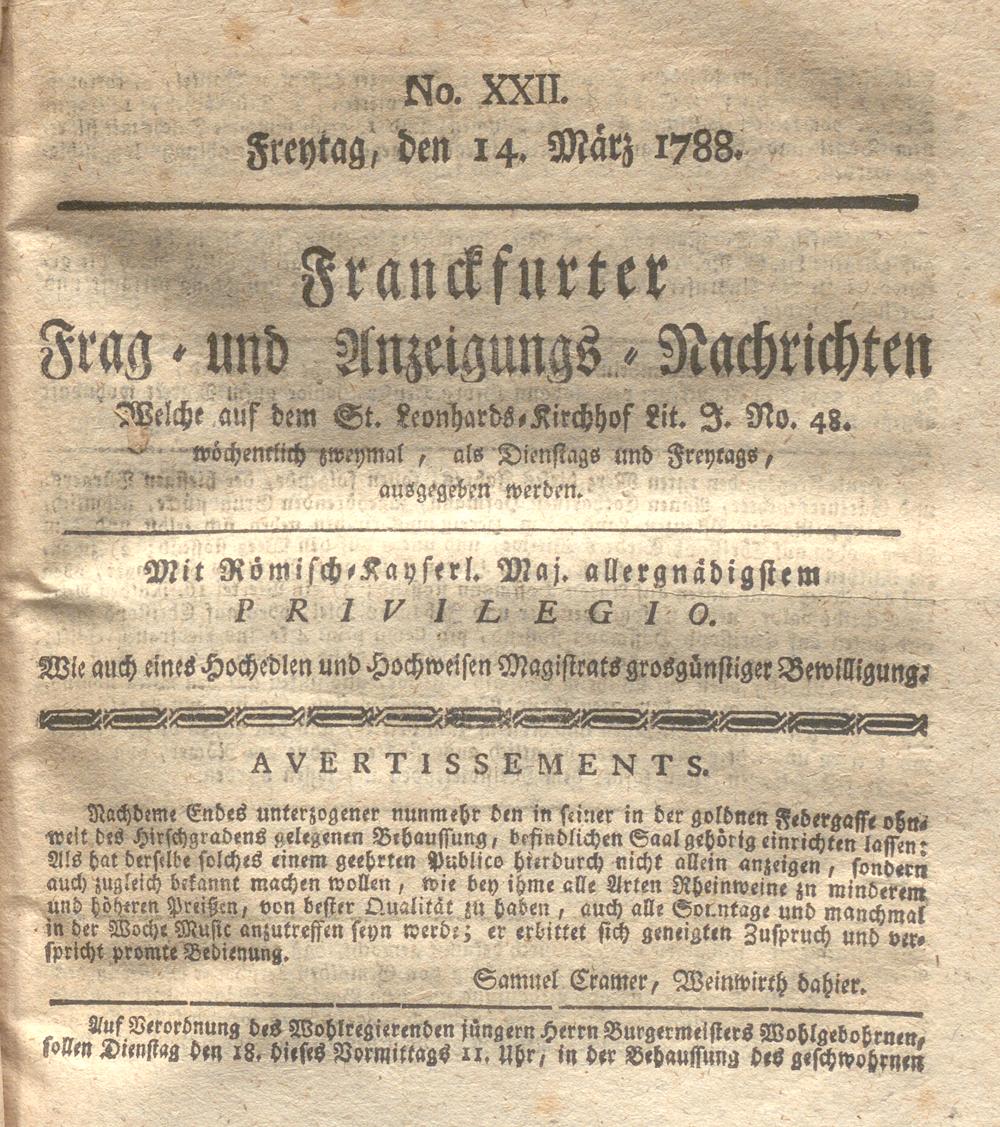 No. XXII.
Freytag, den 14. März 1788.
Franckfurter
Frag- und Anzeigungs-Nachrichten
Welche auf dem St. Leonhards-Kirchhof Lit. J. No. 48.
wöchentlich zweymal, als Dienstags und Freytags,
ausgegeben werden.
Mit Römisch-Kayserl. Maj. allergnädigstem
PRIVILEGIO.
Wie auch eines Hochedlen und Hochweisen Magistrats grosgünstiger Bewilligung.
AVERTISSEMENTS.
Nachdeme Endes unterzogener nunmehr den in seiner in der goldnen Federgasse ohn-
weit des Hirschgradens gelegenen Behaussung, befindlichen Saal gehörig einrichten lassen:
Als hat derselbe solches einem geehrten Publico hierdurch nicht allein anzeigen, sondern
auch zugleich bekannt machen wollen, wie bey ihme alle Arten Rheinweine zu minderem
und höheren Preißen, von bester Qualität zu haben, auch alle Sonntage und manchmal
in der Woche Music anzutreffen seyn werde; er erbittet sich geneigten Zuspruch und ver-
spricht promte Bedienung.
Samuel Cramer, Weinwirth dahier.
Auf Verordnung des Wohlregierenden jüngern Herrn Burgermeisters Wohlgebohrnen,
sollen Dienstag den 18. dieses Vormittags 11. Uhr, in der Behaussung des geschwohrnen